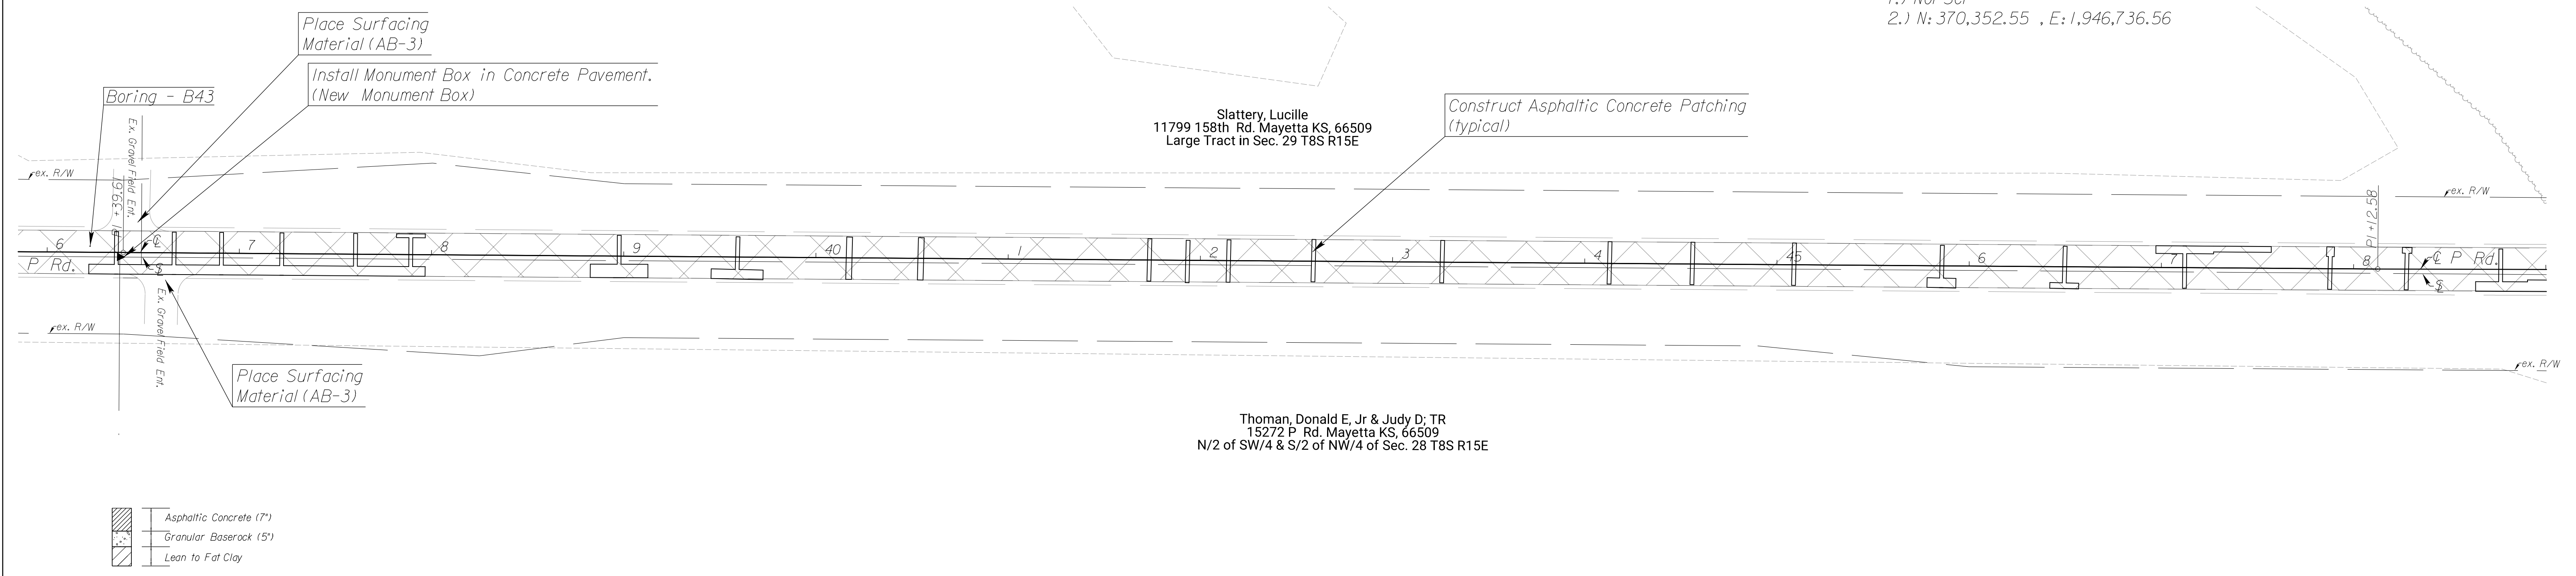 2.) N: 370,352.55 , E: 1,946,736.56
Place Surfacing
Material (AB-3)
Install Monument Box in Concrete Pavement.
(New Monument Box)
Boring - B43
Ex. Gravel Field Ent.
Slattery, Lucille
11799 158th Rd. Mayetta KS, 66509
Large Tract in Sec. 29 T8S R15E
Construct Asphaltic Concrete Patching
(typical)
ex. R/W
ex. R/W
PI +39.61
PI +12.58
6 7 8 9 40 1 2 3 4 45 6 7 8
P Rd.
℄
℄ P Rd.
ex. R/W
ex. R/W
Ex. Gravel Field Ent.
Place Surfacing
Material (AB-3)
Thoman, Donald E, Jr & Judy D; TR
15272 P Rd. Mayetta KS, 66509
N/2 of SW/4 & S/2 of NW/4 of Sec. 28 T8S R15E
Asphaltic Concrete (7")
Granular Baserock (5")
Lean to Fat Clay